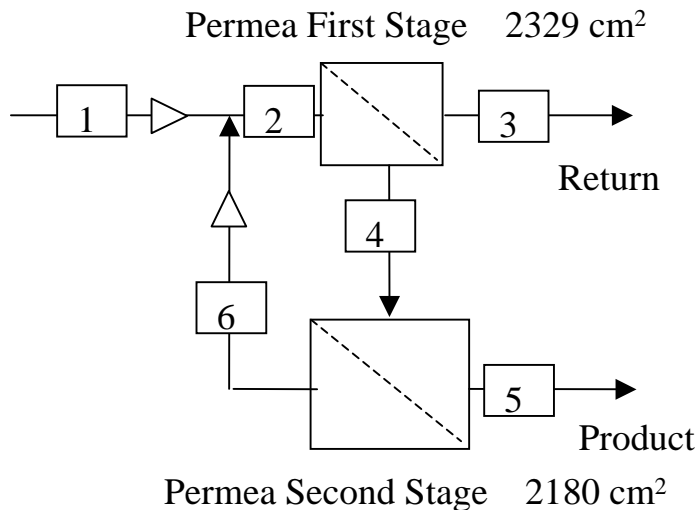 Permea First Stage 2329 cm²
1
2
3
Return
4
6
5
Product
Permea Second Stage 2180 cm²